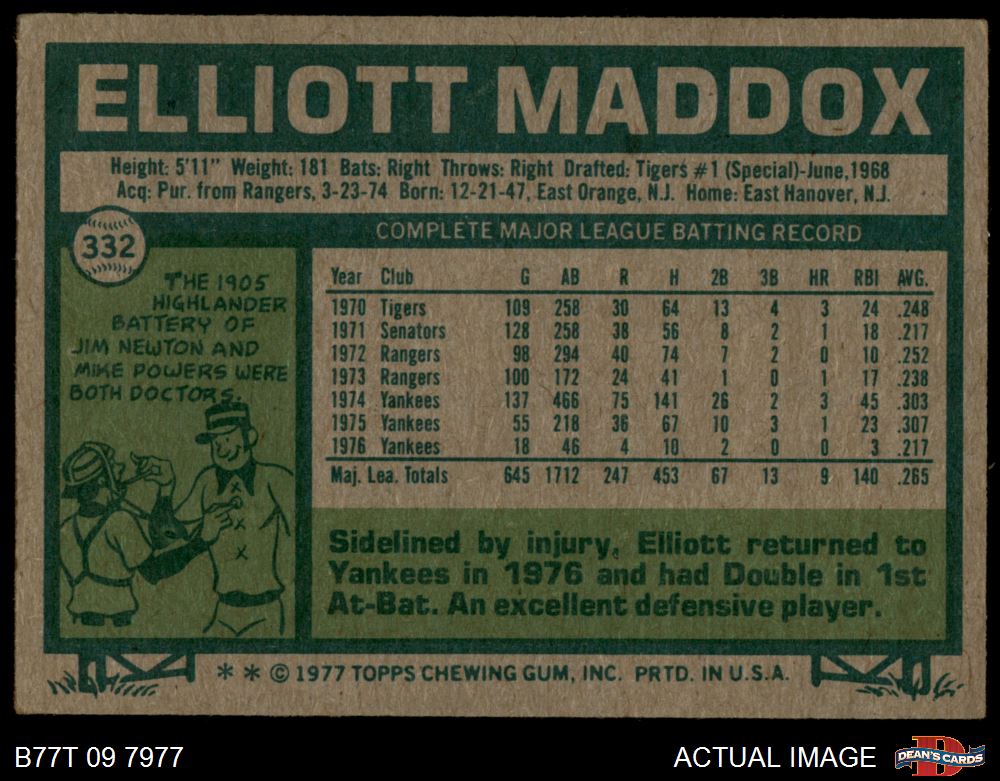 ELLIOTT MADDOX
Height: 5'11" Weight: 181 Bats: Right Throws: Right Drafted: Tigers #1 (Special)-June, 1968
Acq: Pur. from Rangers, 3-23-74 Born: 12-21-47, East Orange, N.J. Home: East Hanover, N.J.
332
THE 1905
HIGHLANDER
BATTERY OF
JIM NEWTON AND
MIKE POWERS WERE
BOTH DOCTORS.
COMPLETE MAJOR LEAGUE BATTING RECORD
Year Club G AB R H 2B 3B HR RBI AVG.
1970 Tigers 109 258 30 64 13 4 3 24 .248
1971 Senators 128 258 38 56 8 2 1 18 .217
1972 Rangers 98 294 40 74 7 2 0 10 .252
1973 Rangers 100 172 24 41 1 0 1 17 .238
1974 Yankees 137 466 75 141 26 2 3 45 .303
1975 Yankees 55 218 36 67 10 3 1 23 .307
1976 Yankees 18 46 4 10 2 0 0 3 .217
Maj. Lea. Totals 645 1712 247 453 67 13 9 140 .265
Sidelined by injury, Elliott returned to
Yankees in 1976 and had Double in 1st
At-Bat. An excellent defensive player.
** © 1977 TOPPS CHEWING GUM, INC. PRTD. IN U.S.A.
B77T 09 7977
ACTUAL IMAGE
D
DEAN'S CARDS